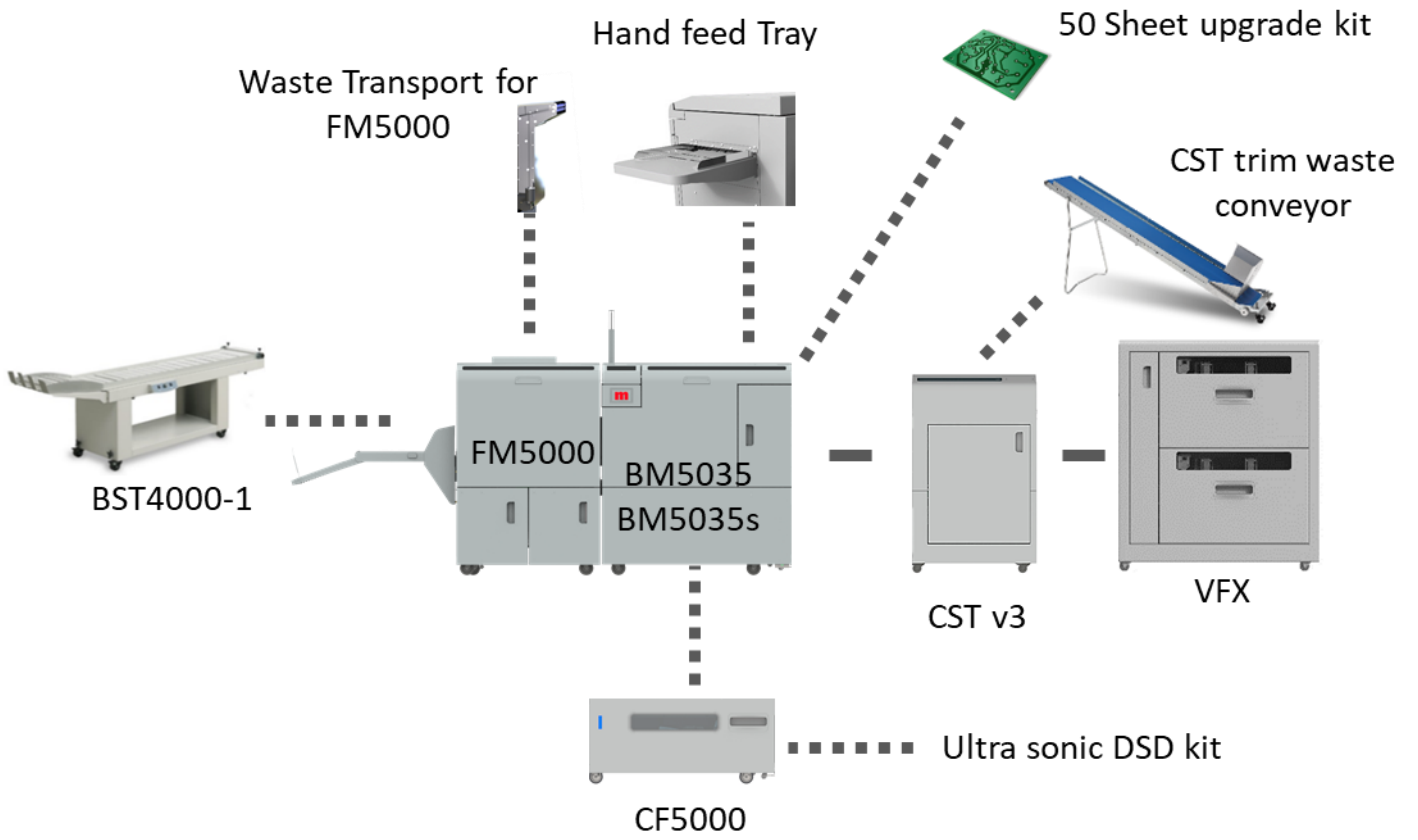 50 Sheet upgrade kit
Hand feed Tray
Waste Transport for
FM5000
CST trim waste
conveyor
m
FM5000
BM5035
BM5035s
BST4000-1
VFX
CST v3
Ultra sonic DSD kit
CF5000